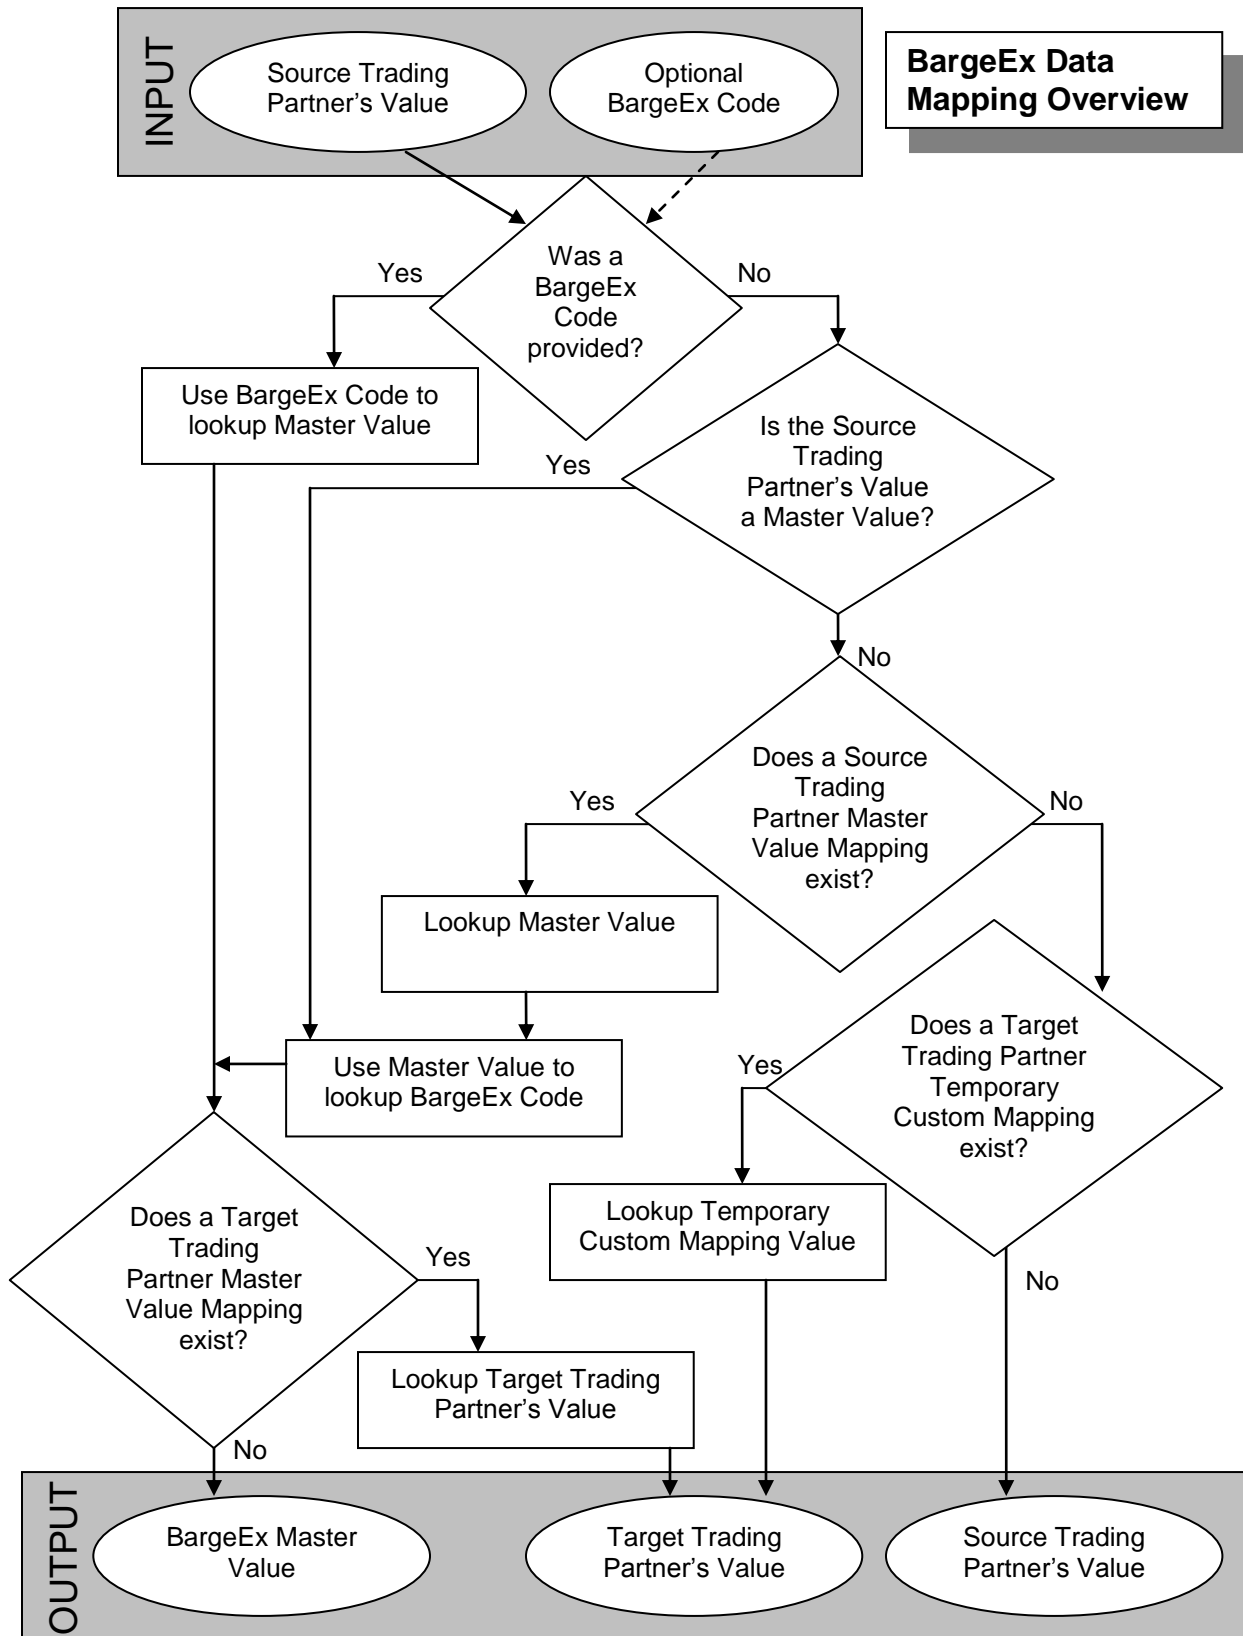 INPUT
Source Trading
Partner’s Value
Optional
BargeEx Code
BargeEx Data
Mapping Overview
Was a
BargeEx
Code
provided?
Yes
No
Use BargeEx Code to
lookup Master Value
Is the Source
Trading
Partner’s Value
a Master Value?
Yes
No
Does a Source
Trading
Partner Master
Value Mapping
exist?
Yes
No
Lookup Master Value
Use Master Value to
lookup BargeEx Code
Does a Target
Trading Partner
Temporary
Custom Mapping
exist?
Yes
Lookup Temporary
Custom Mapping Value
No
Does a Target
Trading
Partner Master
Value Mapping
exist?
Yes
Lookup Target Trading
Partner’s Value
No
OUTPUT
BargeEx Master
Value
Target Trading
Partner’s Value
Source Trading
Partner’s Value